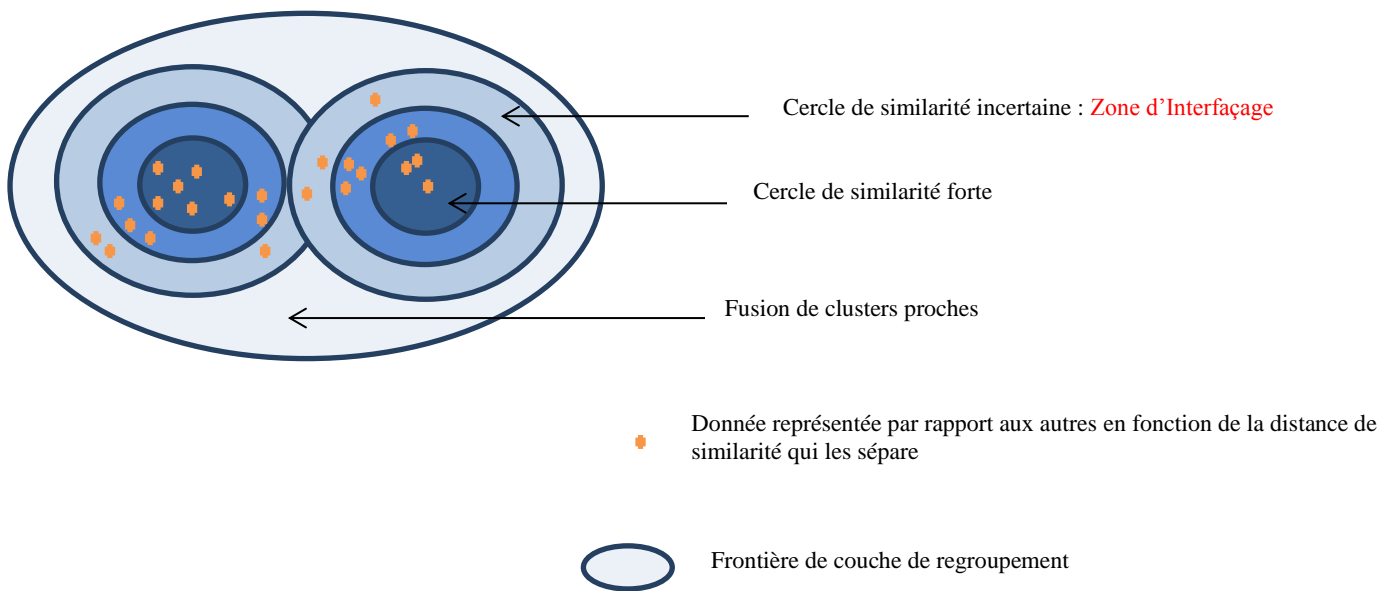 Cercle de similarité incertaine : Zone d’Interfaçage
Cercle de similarité forte
Fusion de clusters proches
Donnée représentée par rapport aux autres en fonction de la distance de
similarité qui les sépare
Frontière de couche de regroupement